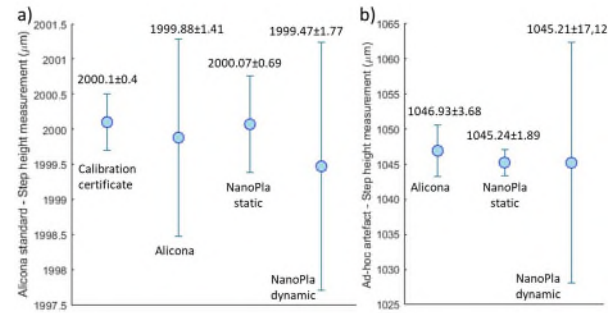 a)
Alicona standard - Step height measurement (μm)
2001.5
2001
2000.5
2000
1999.5
1999
1998.5
1998
1997.5
2000.1±0.4
Calibration
certificate
1999.88±1.41
Alicona
2000.07±0.69
NanoPla
static
1999.47±1.77
NanoPla
dynamic
b)
Ad-hoc artefact - Step height measurement (μm)
1065
1060
1055
1050
1045
1040
1035
1030
1025
1046.93±3.68
Alicona
1045.24±1.89
NanoPla
static
1045.21±17,12
NanoPla
dynamic